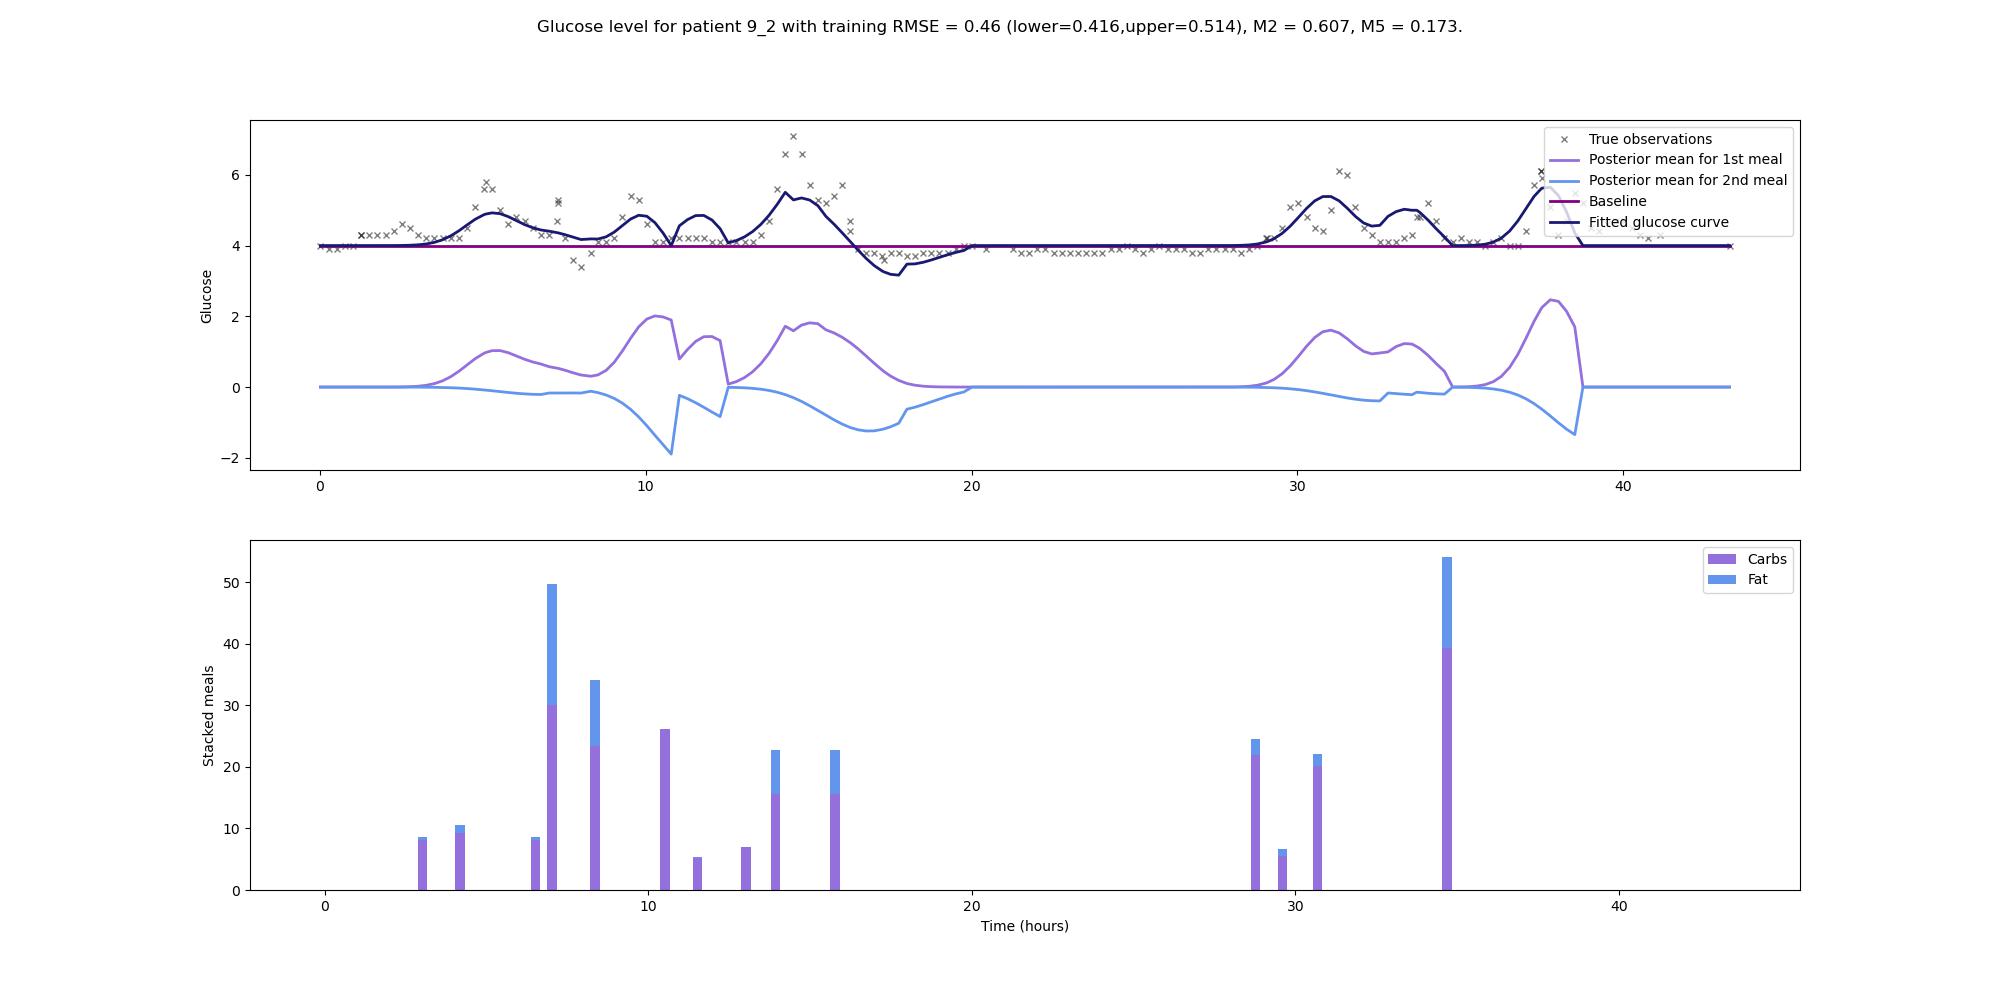 Glucose level for patient 9_2 with training RMSE = 0.46 (lower=0.416,upper=0.514), M2 = 0.607, M5 = 0.173.
True observations
Posterior mean for 1st meal
Posterior mean for 2nd meal
Baseline
Fitted glucose curve
Glucose
6
4
2
0
−2
0 10 20 30 40
Carbs
Fat
Stacked meals
50
40
30
20
10
0
0 10 20 30 40
Time (hours)